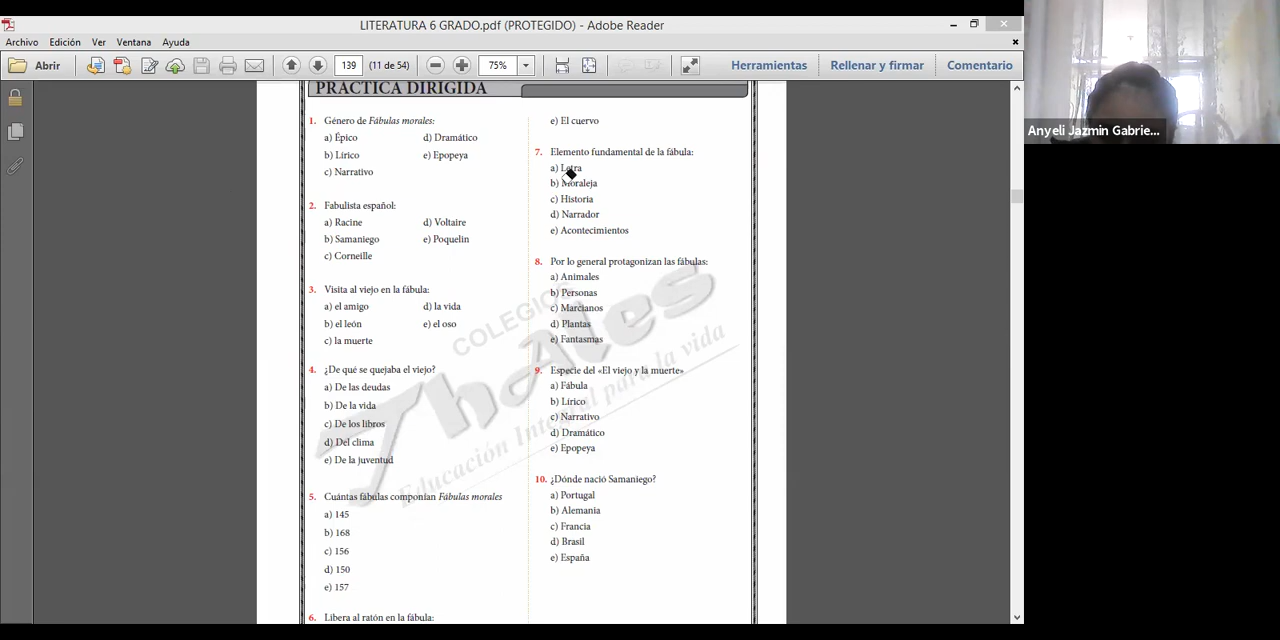 LITERATURA 6 GRADO.pdf (PROTEGIDO) - Adobe Reader
Archivo Edición Ver Ventana Ayuda
Abrir 139 (11 de 54) 75% Herramientas Rellenar y firmar Comentario
Anyeli Jazmin Gabrie...
PRÁCTICA DIRIGIDA
1. Género de Fábulas morales:
a) Épico d) Dramático
b) Lírico e) Epopeya
c) Narrativo
2. Fabulista español:
a) Racine d) Voltaire
b) Samaniego e) Poquelin
c) Corneille
3. Visita al viejo en la fábula:
a) el amigo d) la vida
b) el león e) el oso
c) la muerte
4. ¿De qué se quejaba el viejo?
a) De las deudas
b) De la vida
c) De los libros
d) Del clima
e) De la juventud
5. Cuántas fábulas componían Fábulas morales
a) 145
b) 168
c) 156
d) 150
e) 157
6. Libera al ratón en la fábula:
e) El cuervo
7. Elemento fundamental de la fábula:
a) Letra
b) Moraleja
c) Historia
d) Narrador
e) Acontecimientos
8. Por lo general protagonizan las fábulas:
a) Animales
b) Personas
c) Marcianos
d) Plantas
e) Fantasmas
9. Especie del «El viejo y la muerte»
a) Fábula
b) Lírico
c) Narrativo
d) Dramático
e) Epopeya
10. ¿Dónde nació Samaniego?
a) Portugal
b) Alemania
c) Francia
d) Brasil
e) España
COLEGIOS
ThAles
Educación Integral para la vida